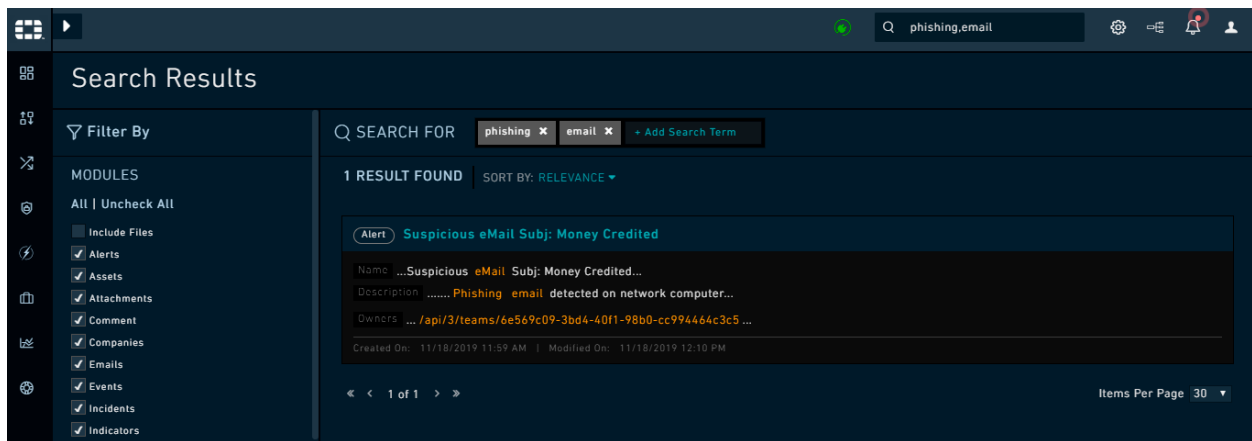 phishing,email
Search Results
Filter By
SEARCH FOR phishing ✖ email ✖ + Add Search Term
MODULES
All | Uncheck All
Include Files
Alerts
Assets
Attachments
Comment
Companies
Emails
Events
Incidents
Indicators
1 RESULT FOUND SORT BY: RELEVANCE
Alert Suspicious eMail Subj: Money Credited
Name ...Suspicious eMail Subj: Money Credited...
Description ....... Phishing email detected on network computer...
Owners ... /api/3/teams/6e569c09-3bd4-40f1-98b0-cc994464c3c5 ...
Created On: 11/18/2019 11:59 AM | Modified On: 11/18/2019 12:10 PM
« < 1 of 1 > »
Items Per Page 30